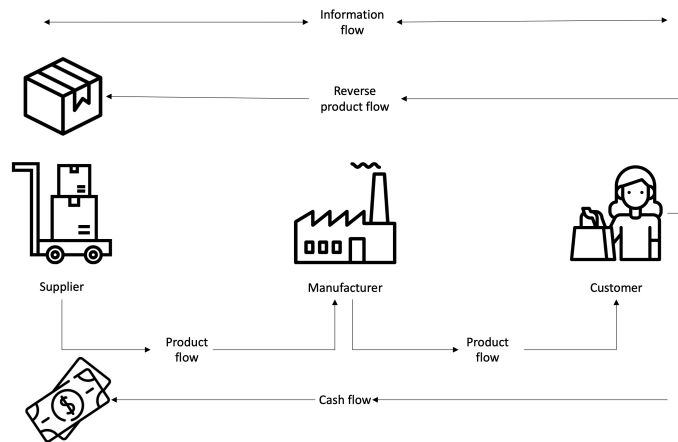 Information
flow
Reverse
product flow
Supplier
Manufacturer
Customer
Product
flow
Product
flow
Cash flow